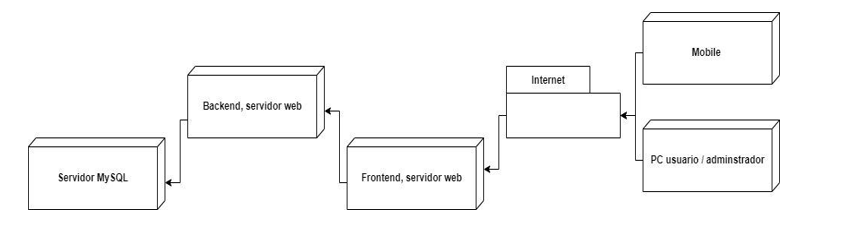 Mobile
Internet
Backend, servidor web
PC usuario / adminstrador
Servidor MySQL
Frontend, servidor web